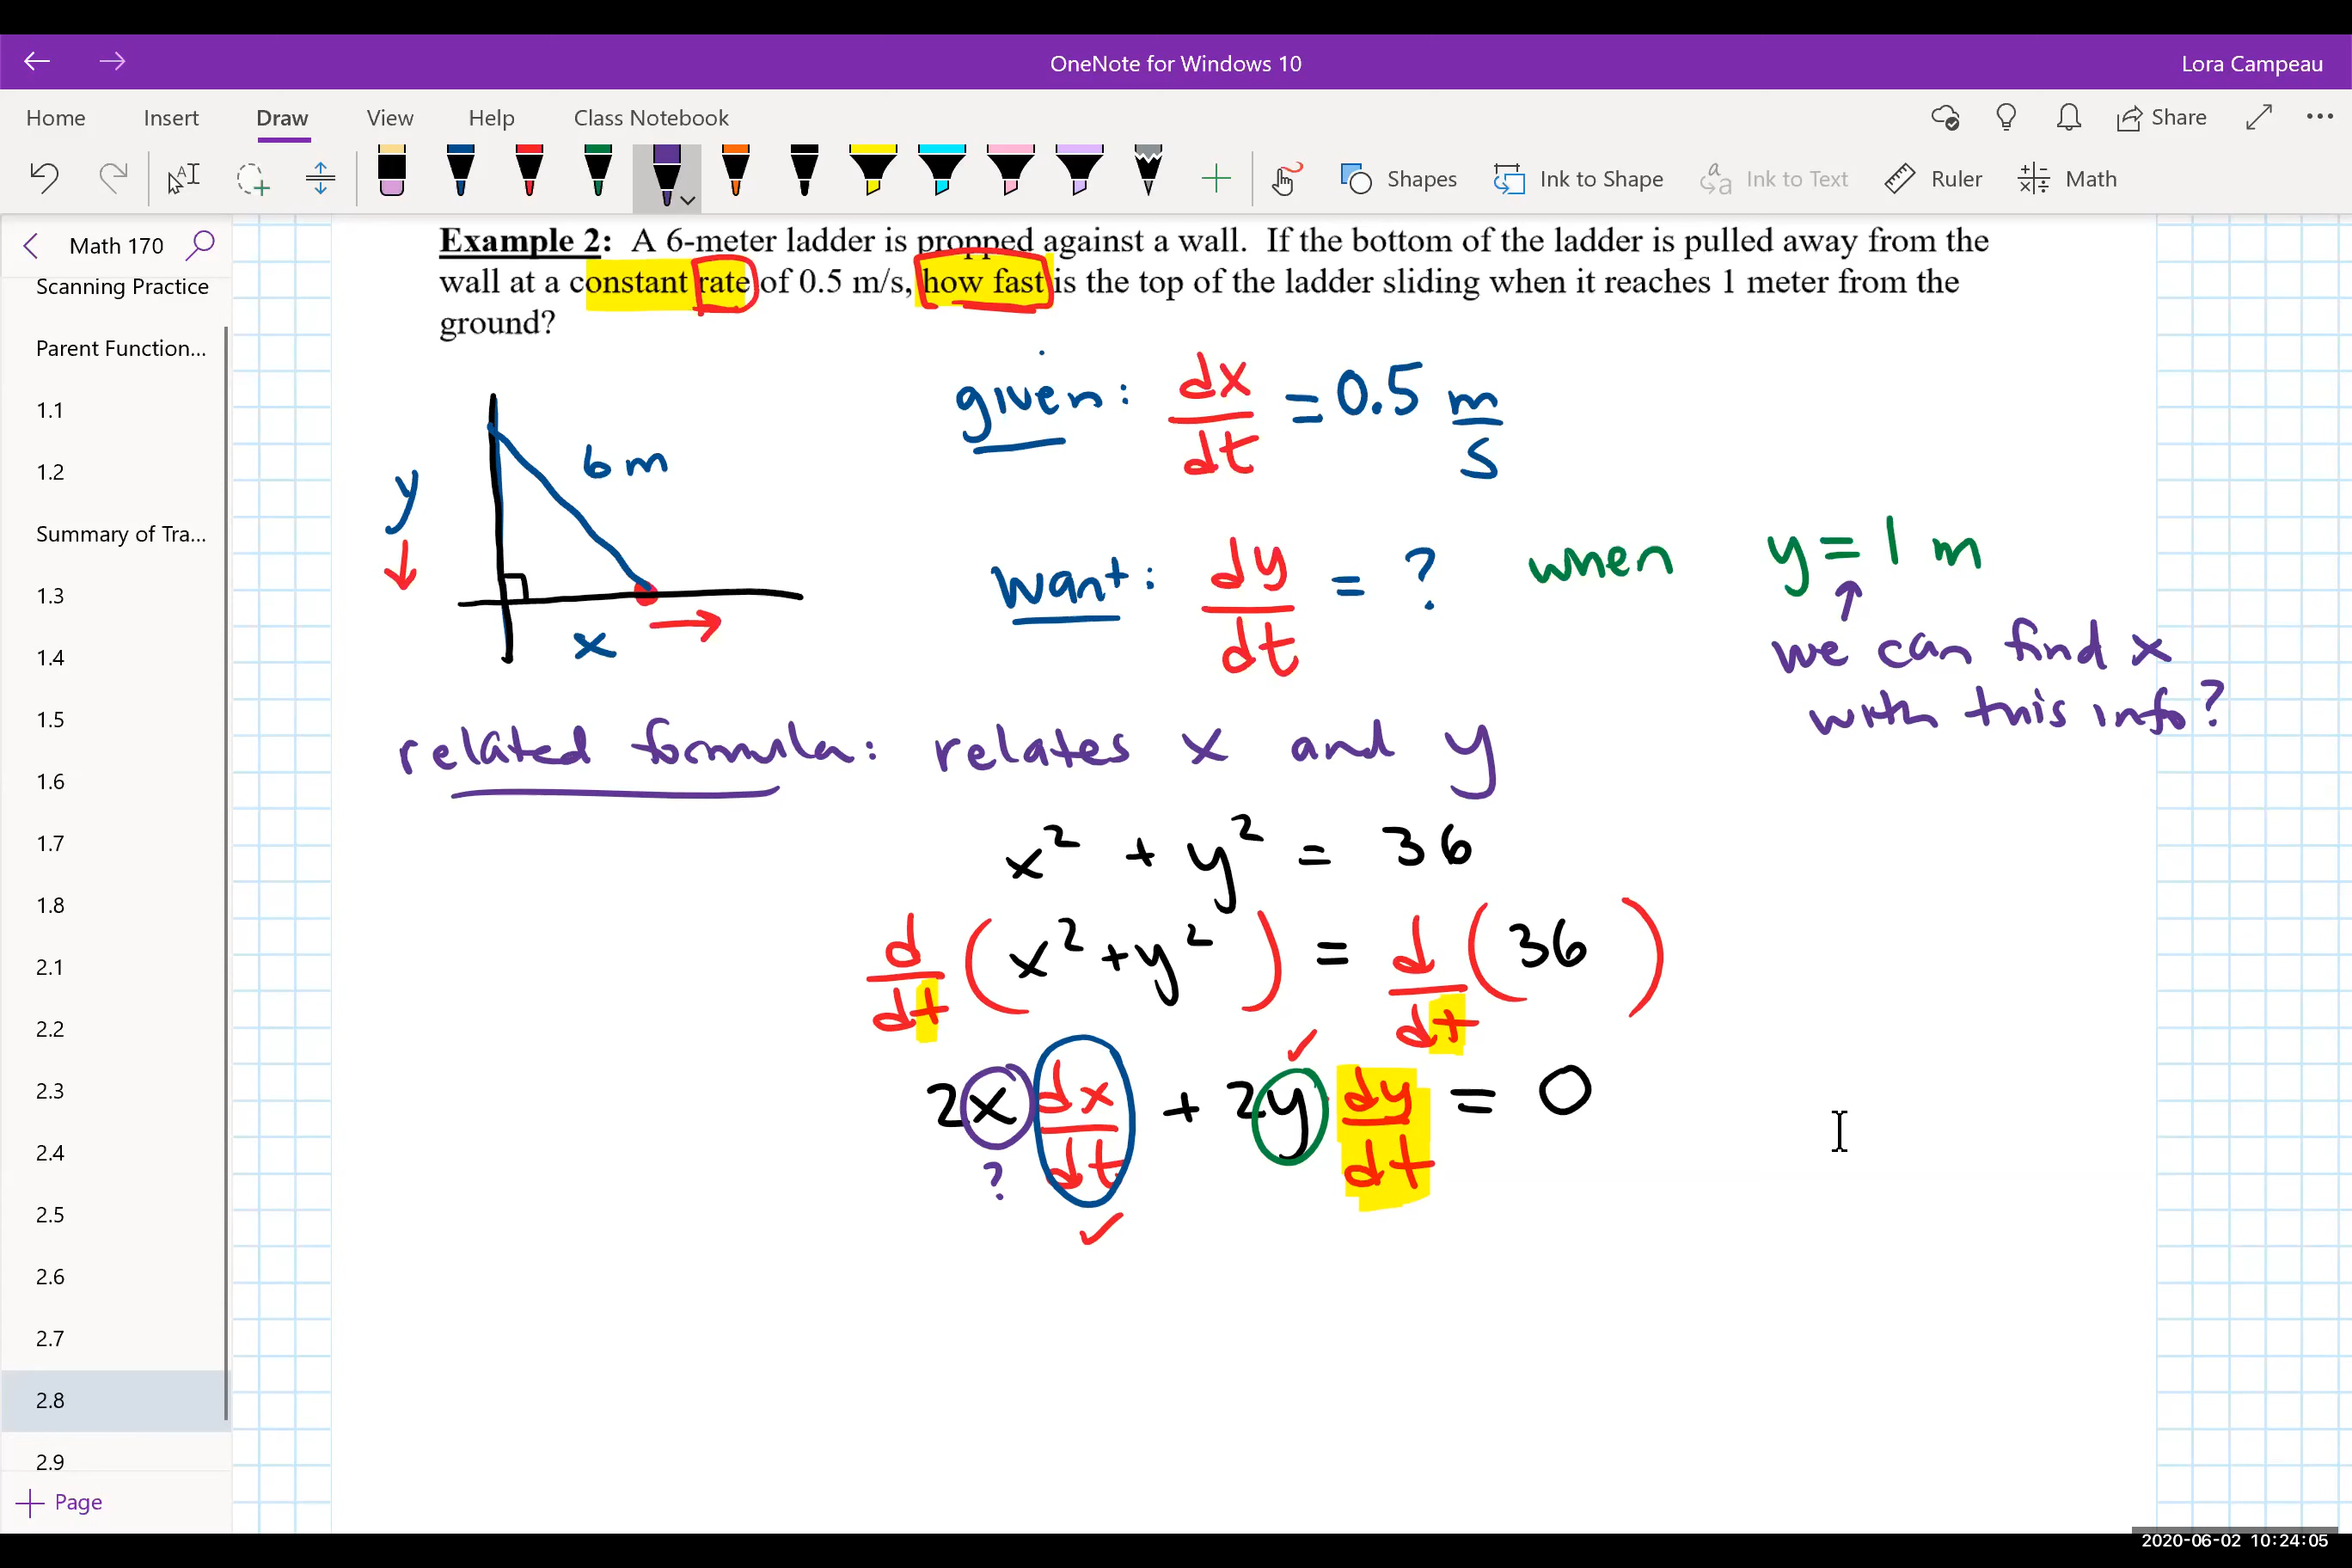 OneNote for Windows 10
Lora Campeau
Home Insert Draw View Help Class Notebook
Share
Shapes Ink to Shape Ink to Text Ruler Math
Math 170
Scanning Practice
Parent Function...
1.1
1.2
Summary of Tra...
1.3
1.4
1.5
1.6
1.7
1.8
2.1
2.2
2.3
2.4
2.5
2.6
2.7
2.8
2.9
Page
Example 2: A 6-meter ladder is propped against a wall. If the bottom of the ladder is pulled away from the
wall at a constant rate of 0.5 m/s, how fast is the top of the ladder sliding when it reaches 1 meter from the
ground?
y
6 m
x
given: dx/dt = 0.5 m/s
want: dy/dt = ? when y = 1 m
we can find x
with this info?
related formula: relates x and y
x² + y² = 36
d/dt (x² + y²) = d/dt (36)
2x dx/dt + 2y dy/dt = 0
?
2020-06-02 10:24:05